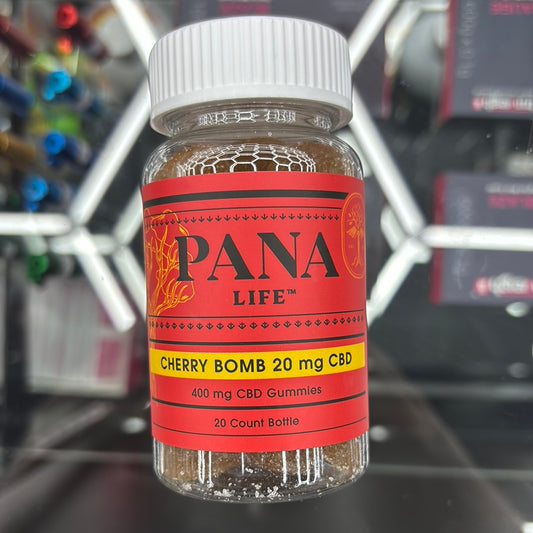 PANA
LIFE™
CHERRY BOMB 20 mg CBD
400 mg CBD Gummies
20 Count Bottle